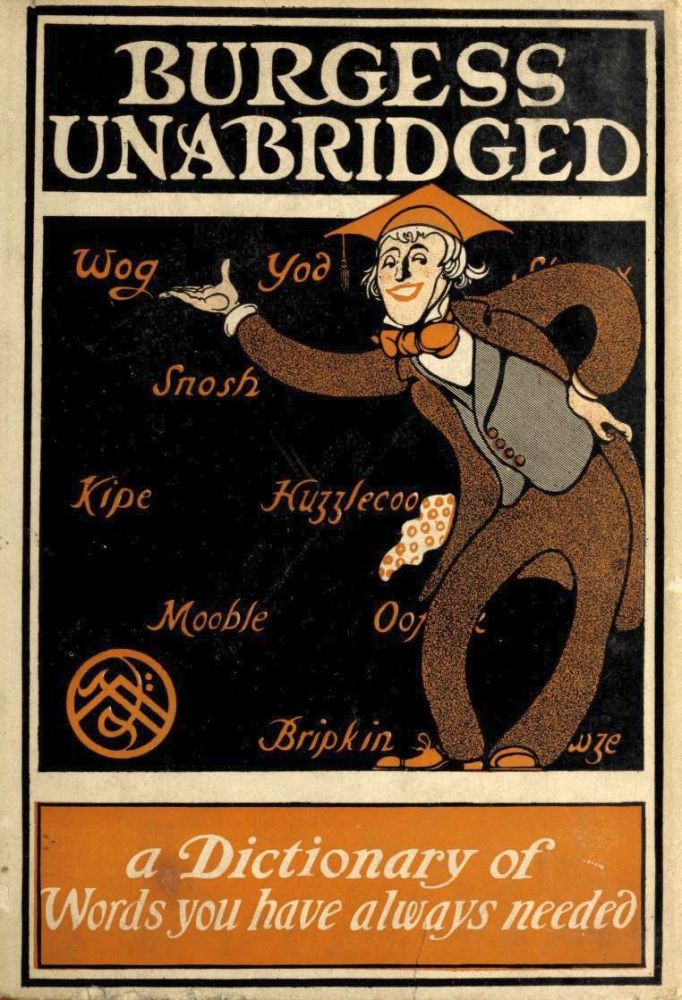 BURGESS
UNABRIDGED
Wog Yod
Snosh
Kipe Huzzlecoo
Mooble
Bripkin
a Dictionary of
Words you have always needed